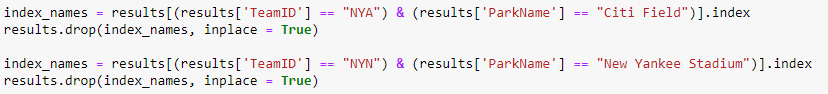 index_names = results[(results['TeamID'] == "NYA") & (results['ParkName'] == "Citi Field")].index
results.drop(index_names, inplace = True)
index_names = results[(results['TeamID'] == "NYN") & (results['ParkName'] == "New Yankee Stadium")].index
results.drop(index_names, inplace = True)